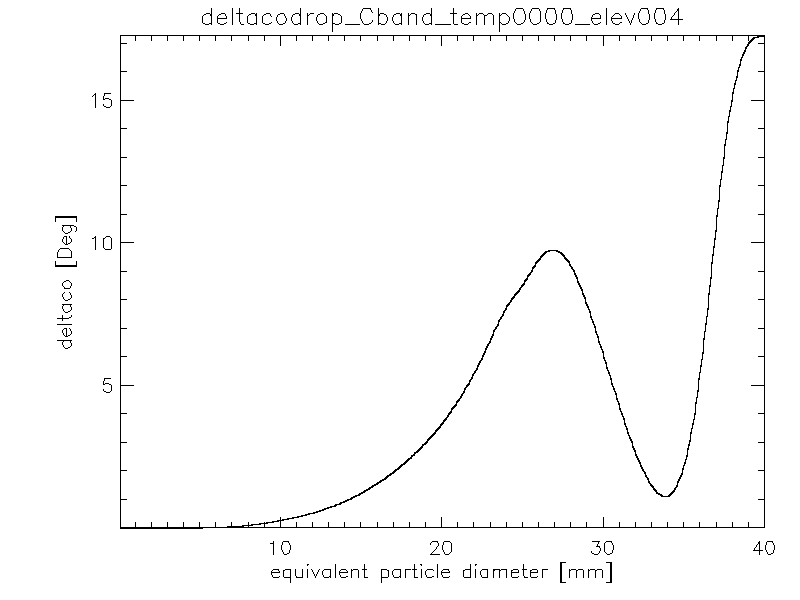 deltacodrop_Cband_temp0000_elev004
15
10
5
deltaco [Deg]
10 20 30 40
equivalent particle diameter [mm]